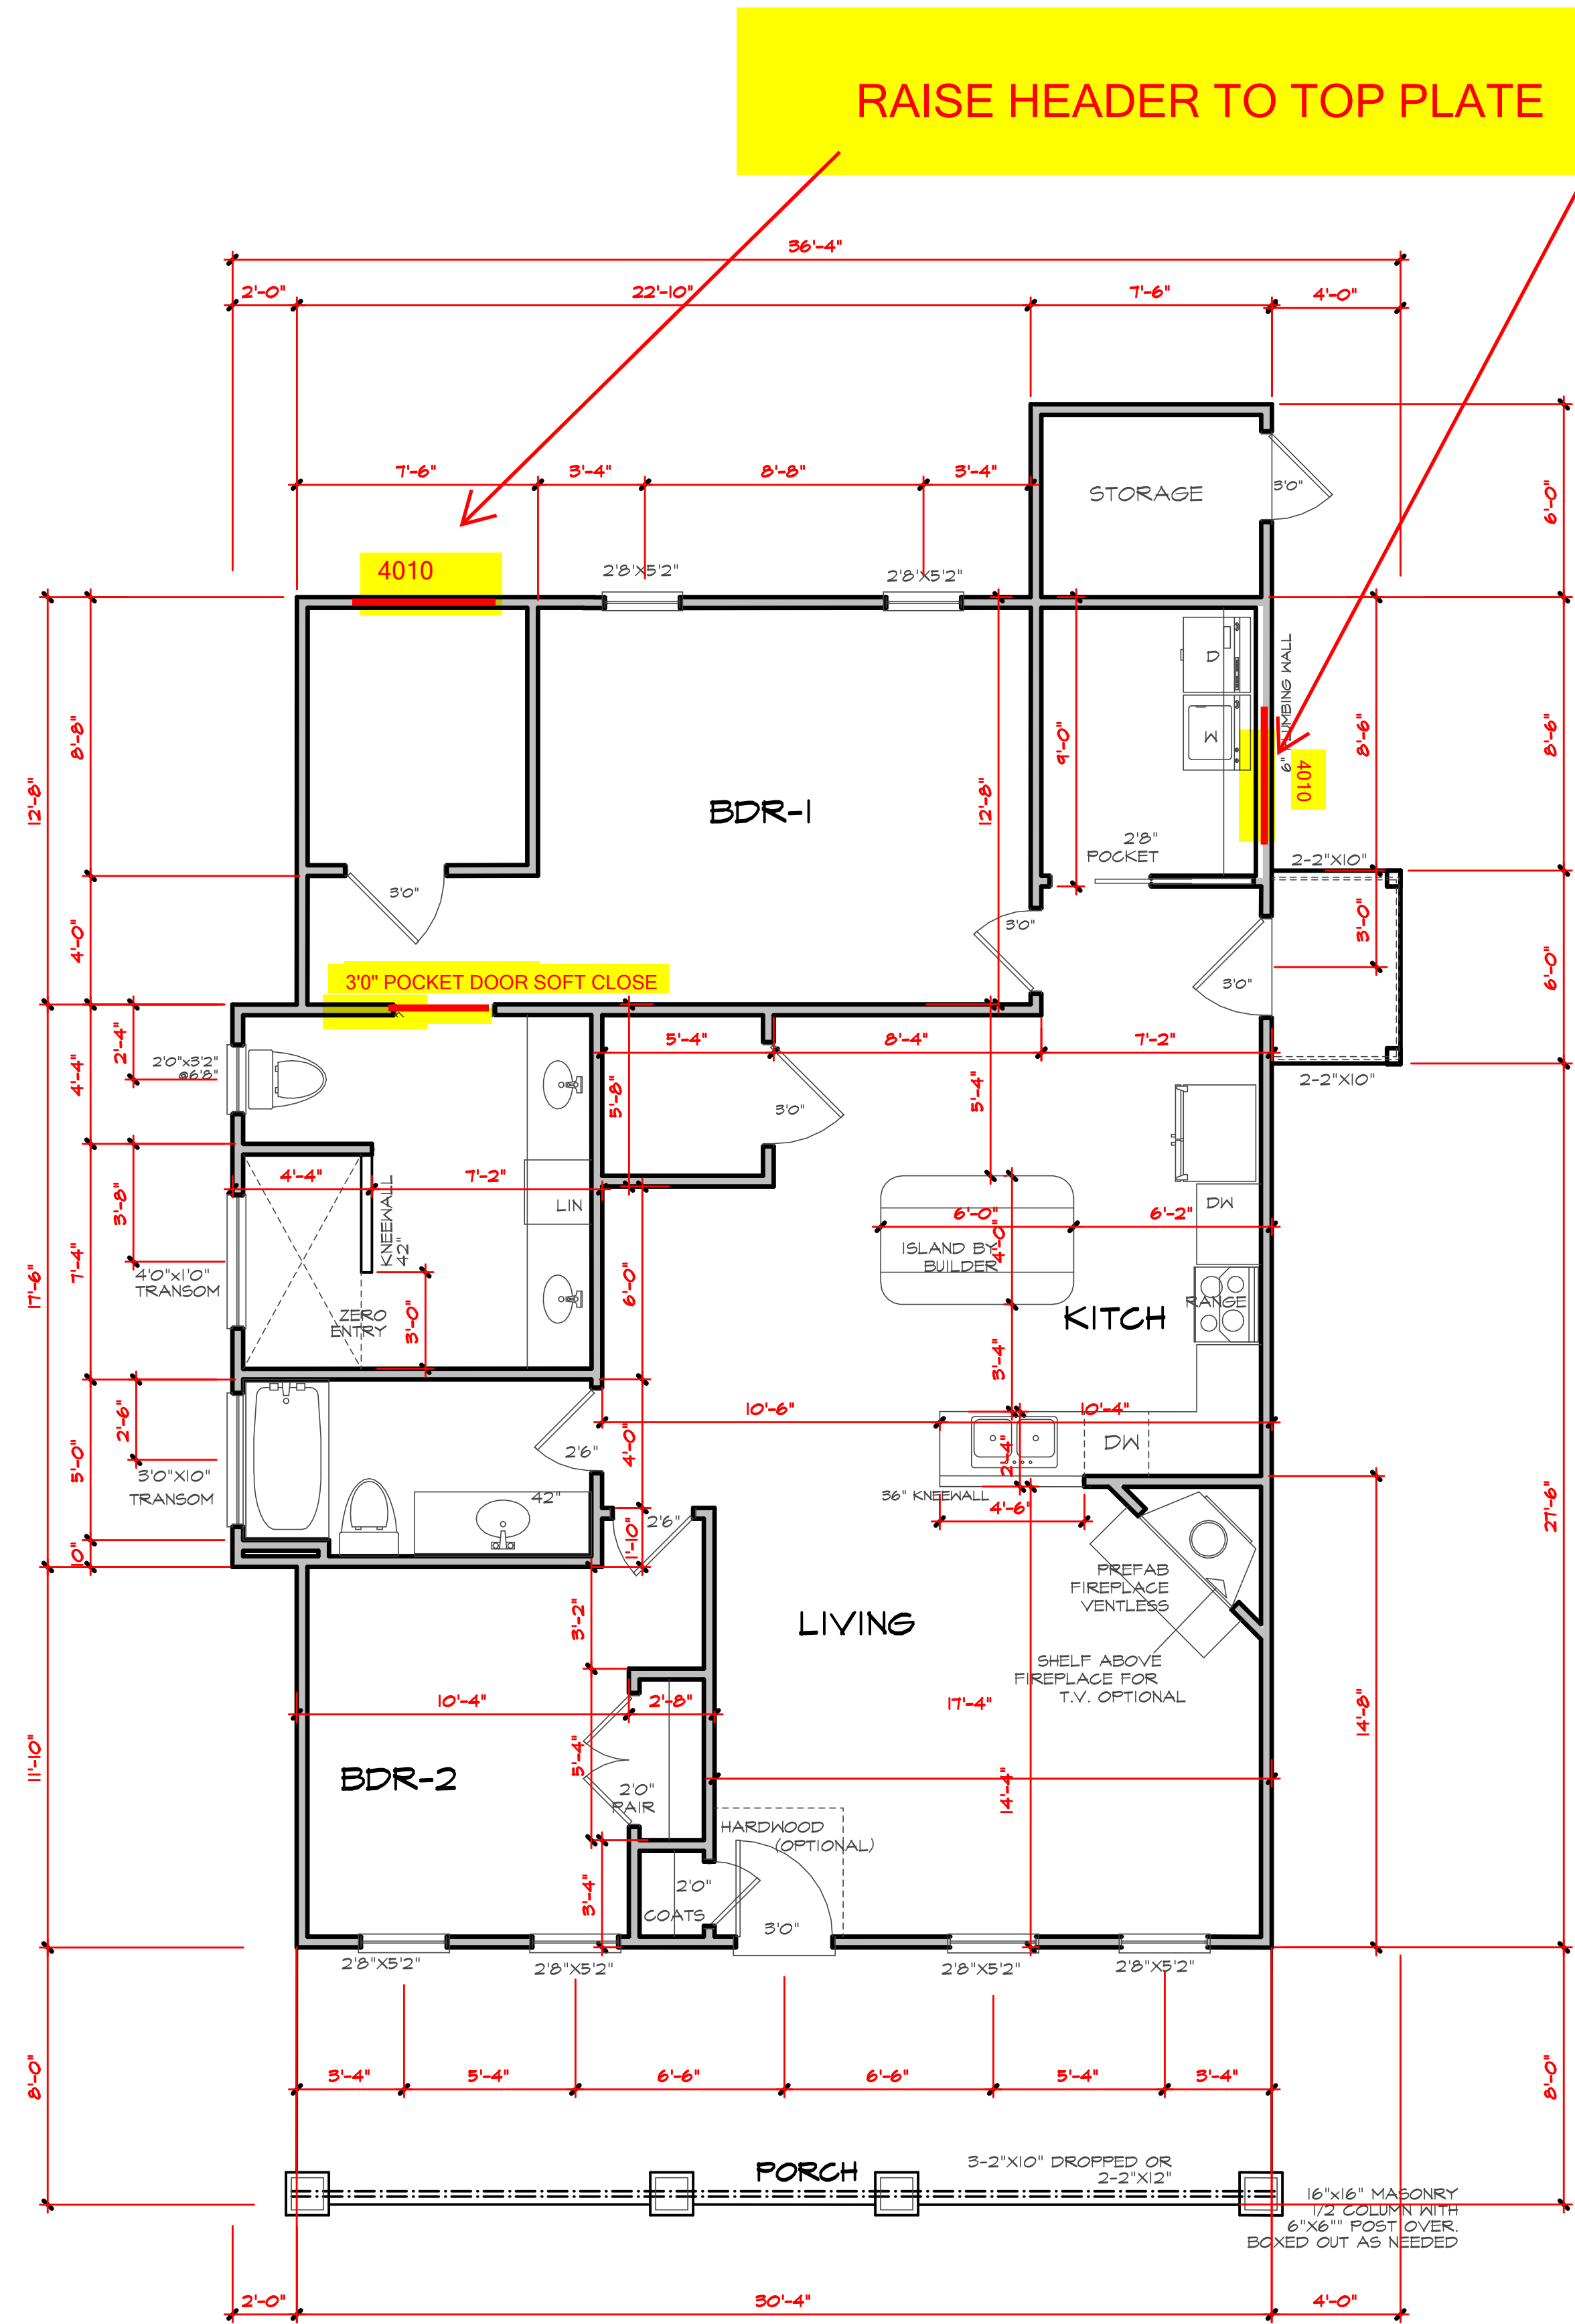 RAISE HEADER TO TOP PLATE
36'-4"
2'-0"
22'-10"
7'-6"
4'-0"
7'-6"
3'-4"
8'-8"
3'-4"
STORAGE
3'0"
6'-0"
4010
2'8'X5'2"
2'8'X5'2"
12'-8"
8'-8"
4'-0"
BDR-1
12'-8"
9'-0"
D
W
6" PLUMBING WALL
4010
8'-6"
8'-6"
2'8"
POCKET
2-2"X10"
3'-0"
6'-0"
3'0"
3'0"
3'0"
3'0" POCKET DOOR SOFT CLOSE
2-2"X10"
2'-4"
4'-4"
2'0"x3'2"
@6'8"
5'-4"
8'-4"
7'-2"
5'-8"
3'0"
5'-4"
4'-4"
7'-2"
KNEEWALL
42"
LIN
3'-8"
7'-4"
17'-6"
4'0"x1'0"
TRANSOM
ZERO
ENTRY
3'-0"
6'-0"
6'-0"
6'-2"
4'-0"
ISLAND BY
BUILDER
DW
RANGE
KITCH
3'-4"
27'-6"
2'-6"
5'-0"
10"
3'0"X10"
TRANSOM
2'6"
42"
4'-0"
10'-6"
10'-4"
2'-4"
DW
36" KNEEWALL
4'-6"
2'6"
1'-10"
PREFAB
FIREPLACE
VENTLESS
SHELF ABOVE
FIREPLACE FOR
T.V. OPTIONAL
LIVING
3'-2"
10'-4"
2'-8"
17'-4"
14'-8"
11'-10"
BDR-2
5'-4"
2'0"
PAIR
14'-4"
HARDWOOD
(OPTIONAL)
3'-4"
2'0"
COATS
3'0"
2'8"X5'2"
2'8"X5'2"
2'8"X5'2"
2'8"X5'2"
8'-0"
3'-4"
5'-4"
6'-6"
6'-6"
5'-4"
3'-4"
8'-0"
PORCH
3-2"X10" DROPPED OR
2-2"X12"
16"x16" MASONRY
1/2 COLUMN WITH
6"X6"" POST OVER.
BOXED OUT AS NEEDED
2'-0"
30'-4"
4'-0"